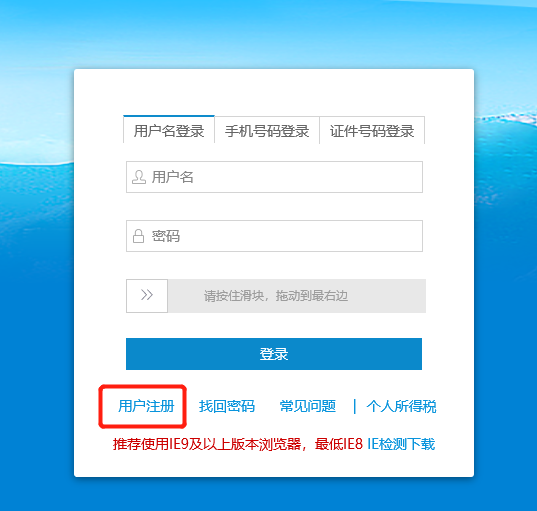 用户名登录 手机号码登录 证件号码登录
用户名
密码
>> 请按住滑块，拖动到最右边
登录
用户注册 找回密码 常见问题 | 个人所得税
推荐使用IE9及以上版本浏览器，最低IE8 IE检测下载